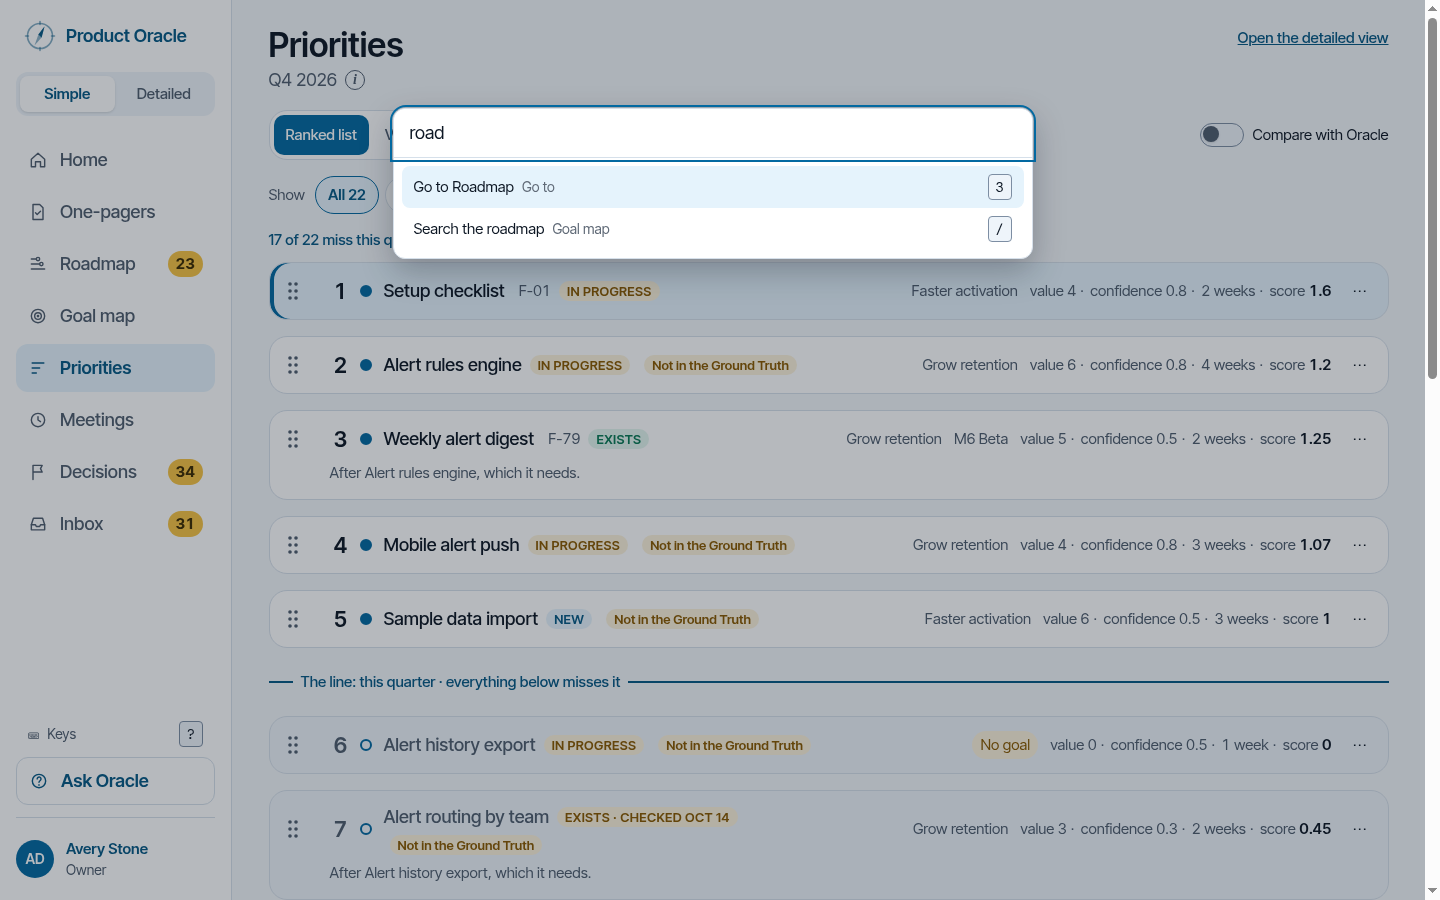 Product Oracle
Simple
Detailed
Home
One-pagers
Roadmap 23
Goal map
Priorities
Meetings
Decisions 34
Inbox 31
Keys ?
Ask Oracle
AD
Avery Stone
Owner
Priorities
Q4 2026 i
Open the detailed view
Ranked list
Compare with Oracle
road
Go to Roadmap Go to 3
Search the roadmap Goal map /
Show All 22
17 of 22 miss this q
1 Setup checklist F-01 IN PROGRESS Faster activation value 4 · confidence 0.8 · 2 weeks · score 1.6 ···
2 Alert rules engine IN PROGRESS Not in the Ground Truth Grow retention value 6 · confidence 0.8 · 4 weeks · score 1.2 ···
3 Weekly alert digest F-79 EXISTS Grow retention M6 Beta value 5 · confidence 0.5 · 2 weeks · score 1.25 ···
After Alert rules engine, which it needs.
4 Mobile alert push IN PROGRESS Not in the Ground Truth Grow retention value 4 · confidence 0.8 · 3 weeks · score 1.07 ···
5 Sample data import NEW Not in the Ground Truth Faster activation value 6 · confidence 0.5 · 3 weeks · score 1 ···
The line: this quarter · everything below misses it
6 Alert history export IN PROGRESS Not in the Ground Truth No goal value 0 · confidence 0.5 · 1 week · score 0 ···
7 Alert routing by team EXISTS · CHECKED OCT 14 Grow retention value 3 · confidence 0.3 · 2 weeks · score 0.45 ···
Not in the Ground Truth
After Alert history export, which it needs.